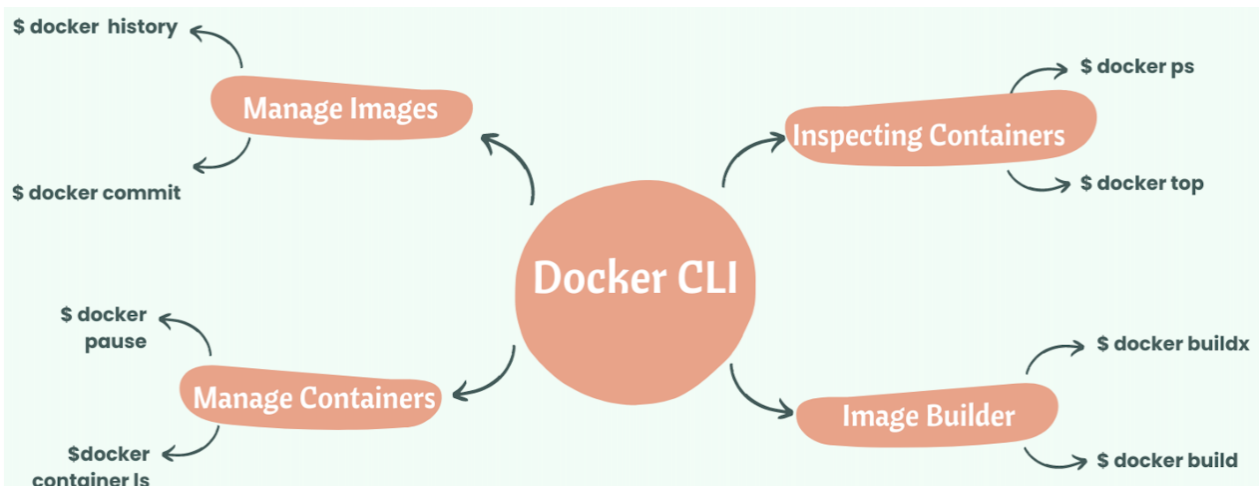 $ docker history
Manage Images
$ docker commit
$ docker ps
Inspecting Containers
$ docker top
Docker CLI
$ docker
pause
Manage Containers
$docker
container ls
$ docker buildx
Image Builder
$ docker build